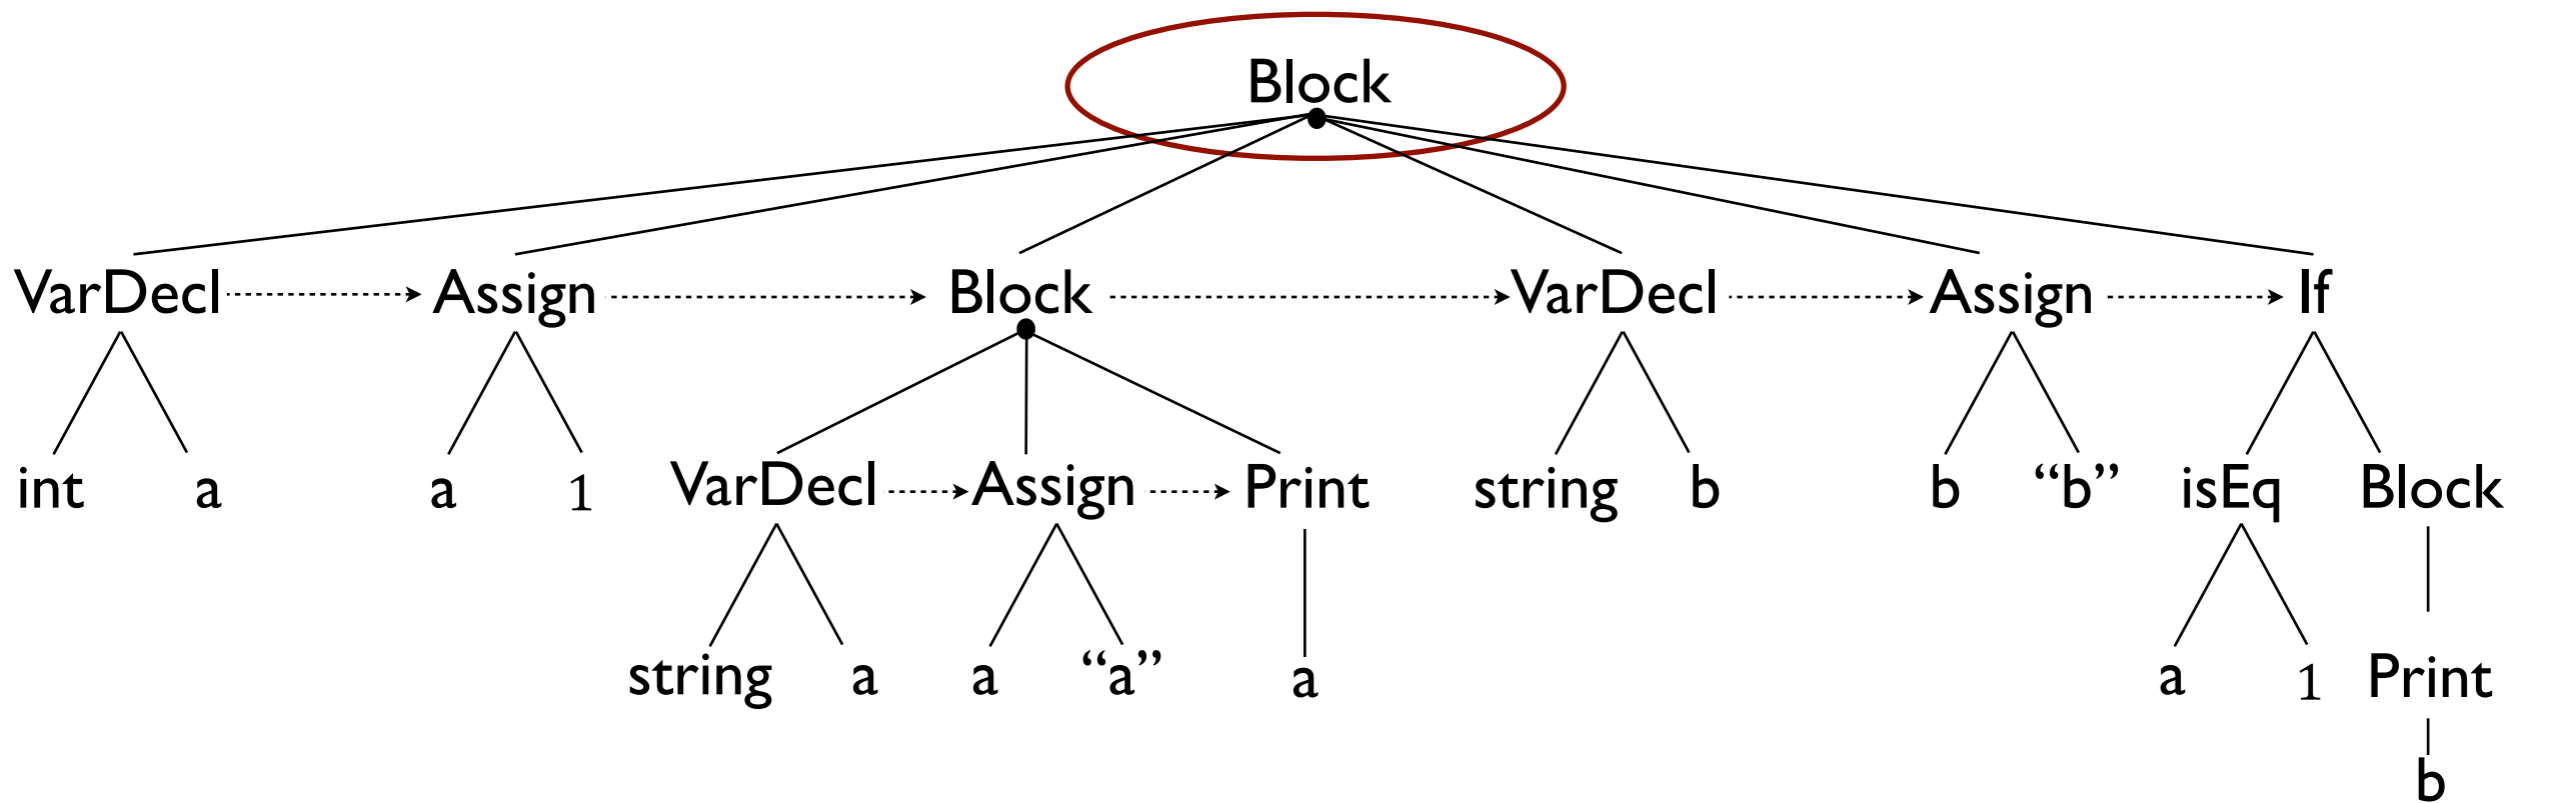 Block
VarDecl Assign Block VarDecl Assign If
int a a 1 VarDecl Assign Print string b b “b” isEq Block
string a a “a” a a 1 Print
b